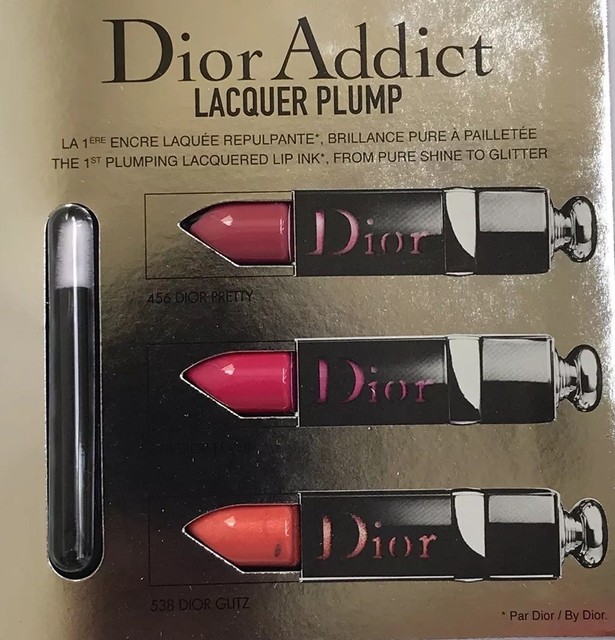 Dior Addict
LACQUER PLUMP
LA 1ÈRE ENCRE LAQUÉE REPULPANTE*, BRILLANCE PURE À PAILLETÉE
THE 1ST PLUMPING LACQUERED LIP INK*, FROM PURE SHINE TO GLITTER
Dior
456 DIOR PRETTY
Dior
Dior
538 DIOR GLITZ
* Par Dior / By Dior.